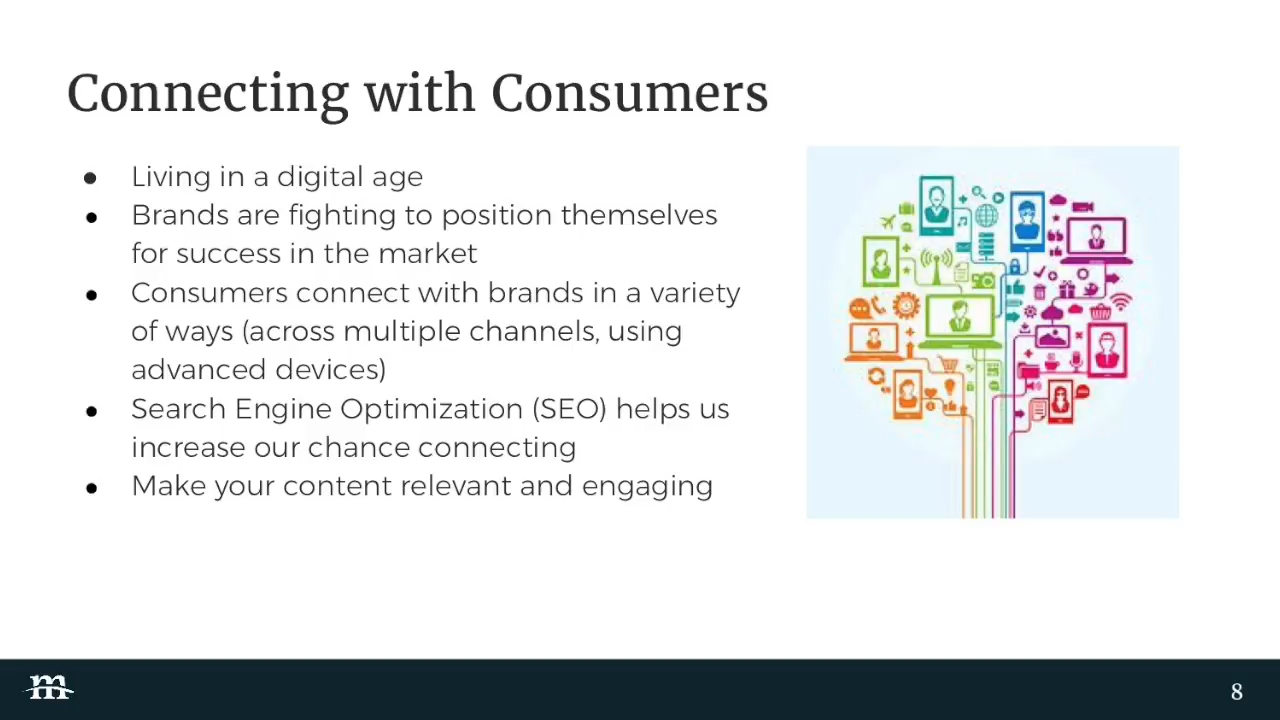 Connecting with Consumers
● Living in a digital age
● Brands are fighting to position themselves
for success in the market
● Consumers connect with brands in a variety
of ways (across multiple channels, using
advanced devices)
● Search Engine Optimization (SEO) helps us
increase our chance connecting
● Make your content relevant and engaging
m
8